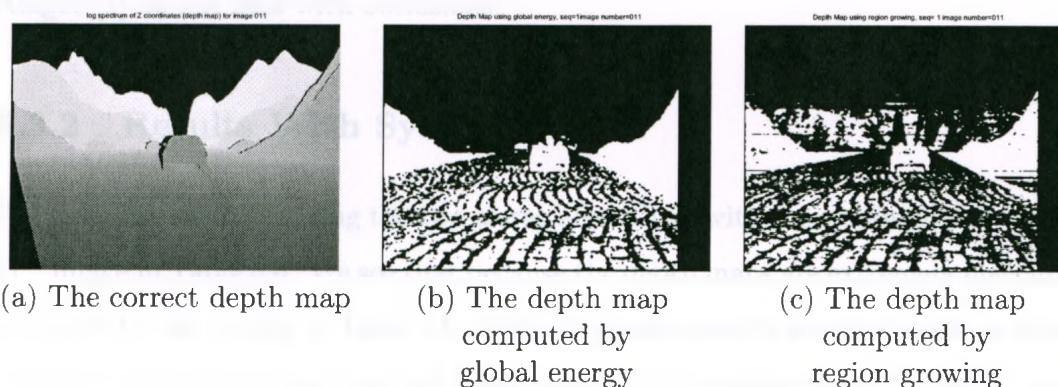 log spectrum of Z coordinates (depth map) for image 011
Depth Map using global energy, seq=1image number=011
Depth Map using region growing, seq= 1 image number=011
(a) The correct depth map
(b) The depth map
computed by
global energy
(c) The depth map
computed by
region growing